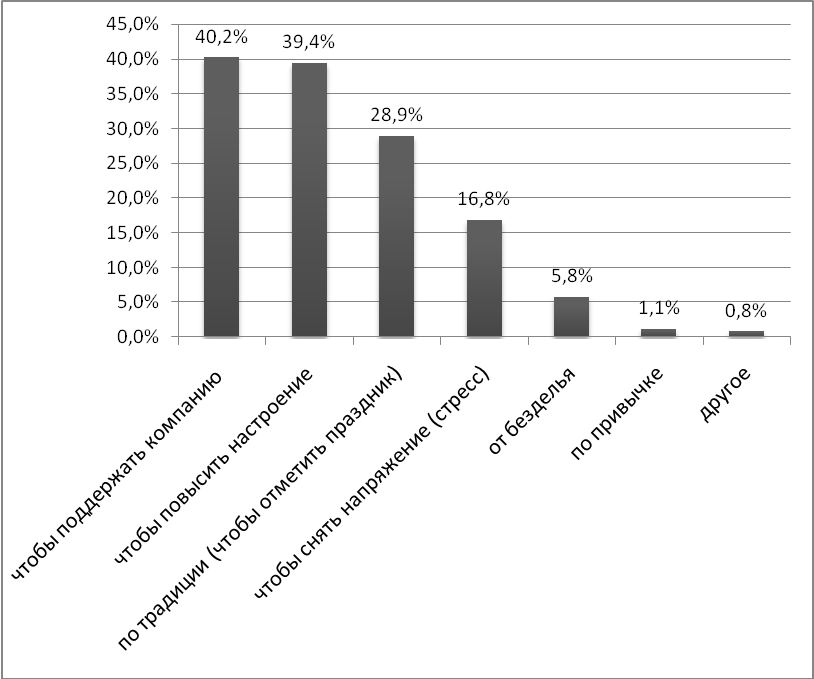 45,0%
40,0%
35,0%
30,0%
25,0%
20,0%
15,0%
10,0%
5,0%
0,0%
40,2%
39,4%
28,9%
16,8%
5,8%
1,1%
0,8%
чтобы поддержать компанию
чтобы повысить настроение
по традиции (чтобы отметить праздник)
чтобы снять напряжение (стресс)
от безделья
по привычке
другое